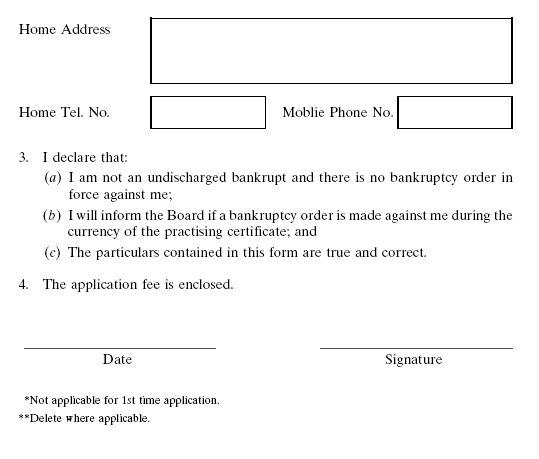 Home Address
Home Tel. No. Moblie Phone No.
3. I declare that:
(a) I am not an undischarged bankrupt and there is no bankruptcy order in
force against me;
(b) I will inform the Board if a bankruptcy order is made against me during the
currency of the practising certificate; and
(c) The particulars contained in this form are true and correct.
4. The application fee is enclosed.
Date Signature
*Not applicable for 1st time application.
**Delete where applicable.